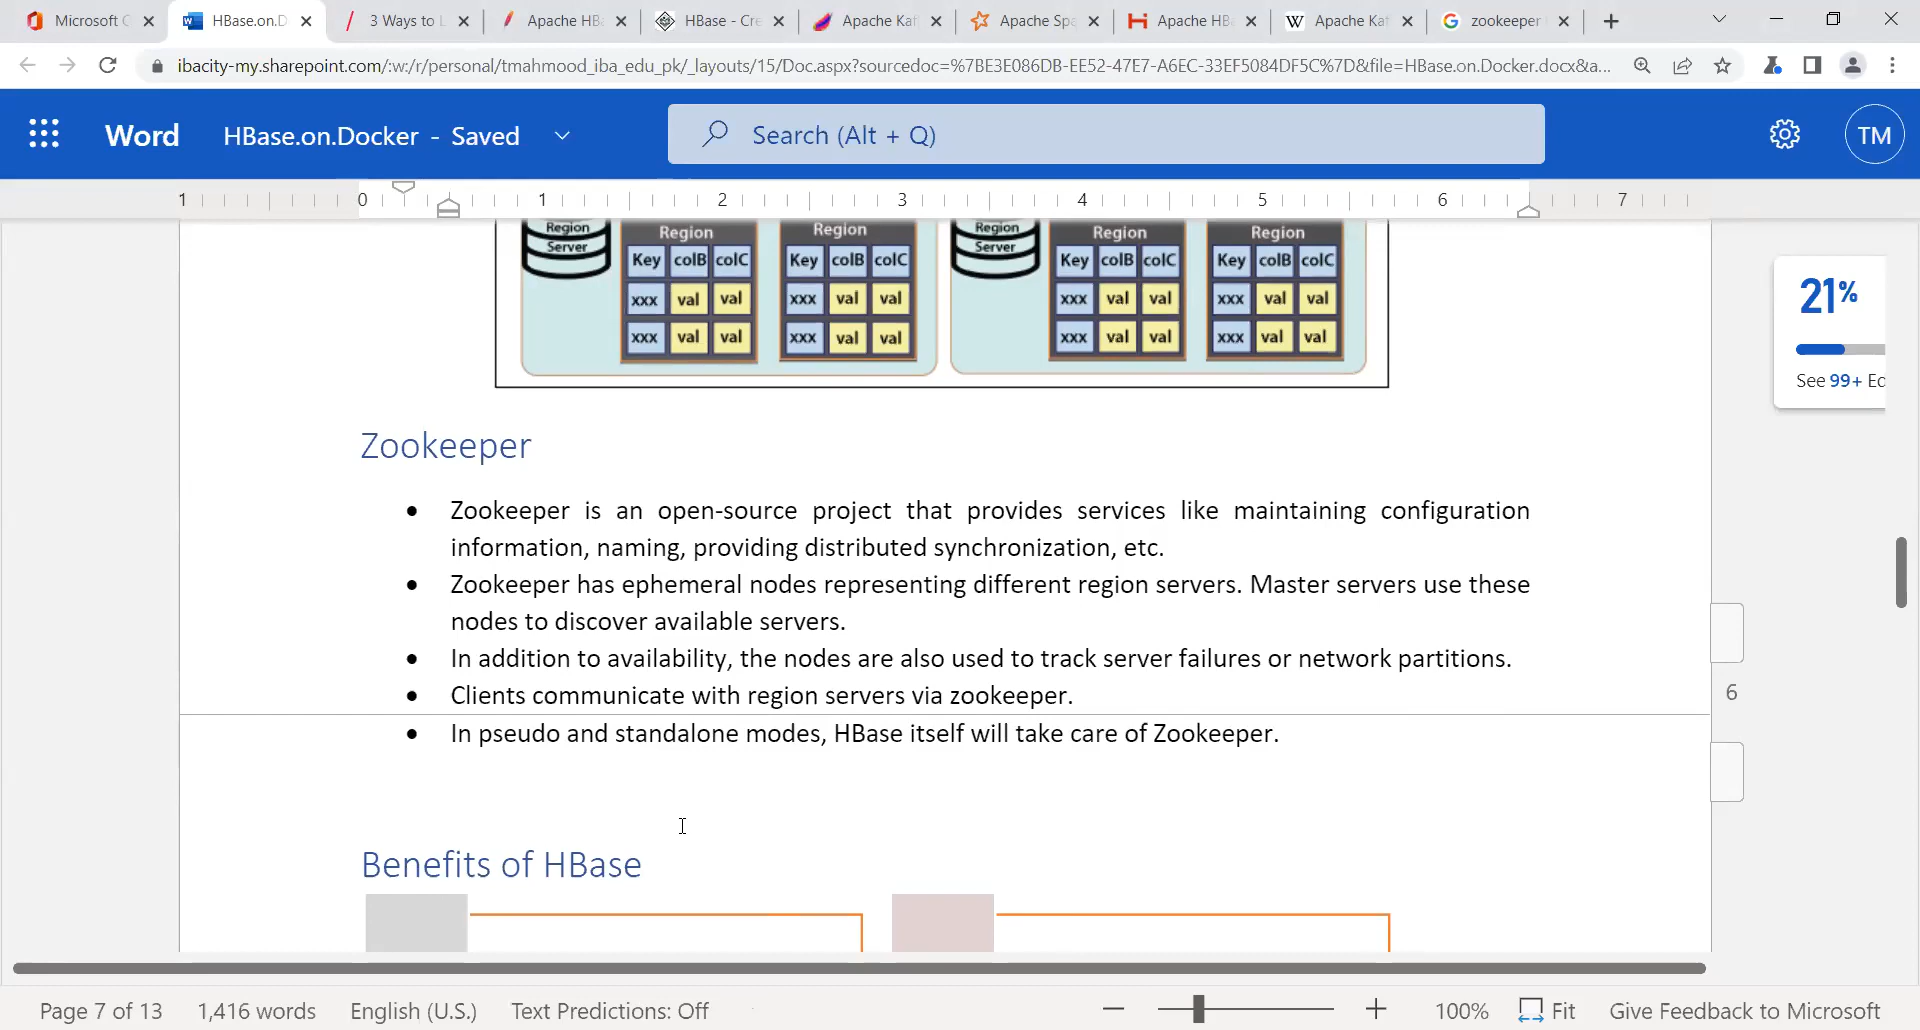 Microsoft O
HBase.on.D
3 Ways to L
Apache HBa
HBase - Cre
Apache Kaf
Apache Spa
Apache HBa
W Apache Kaf
G zookeeper
ibacity-my.sharepoint.com/:w:/r/personal/tmahmood_iba_edu_pk/_layouts/15/Doc.aspx?sourcedoc=%7BE3E086DB-EE52-47E7-A6EC-33EF5084DF5C%7D&file=HBase.on.Docker.docx&a...
Word HBase.on.Docker - Saved
Search (Alt + Q)
TM
1 0 1 2 3 4 5 6 7
Region Server
Region
Key colB colC
xxx val val
xxx val val
Region
Key colB colC
xxx val val
xxx val val
Region Server
Region
Key colB colC
xxx val val
xxx val val
Region
Key colB colC
xxx val val
xxx val val
21%
See 99+ Ed
Zookeeper
• Zookeeper is an open-source project that provides services like maintaining configuration
information, naming, providing distributed synchronization, etc.
• Zookeeper has ephemeral nodes representing different region servers. Master servers use these
nodes to discover available servers.
• In addition to availability, the nodes are also used to track server failures or network partitions.
• Clients communicate with region servers via zookeeper.
6
• In pseudo and standalone modes, HBase itself will take care of Zookeeper.
Benefits of HBase
Page 7 of 13 1,416 words English (U.S.) Text Predictions: Off
100% Fit Give Feedback to Microsoft